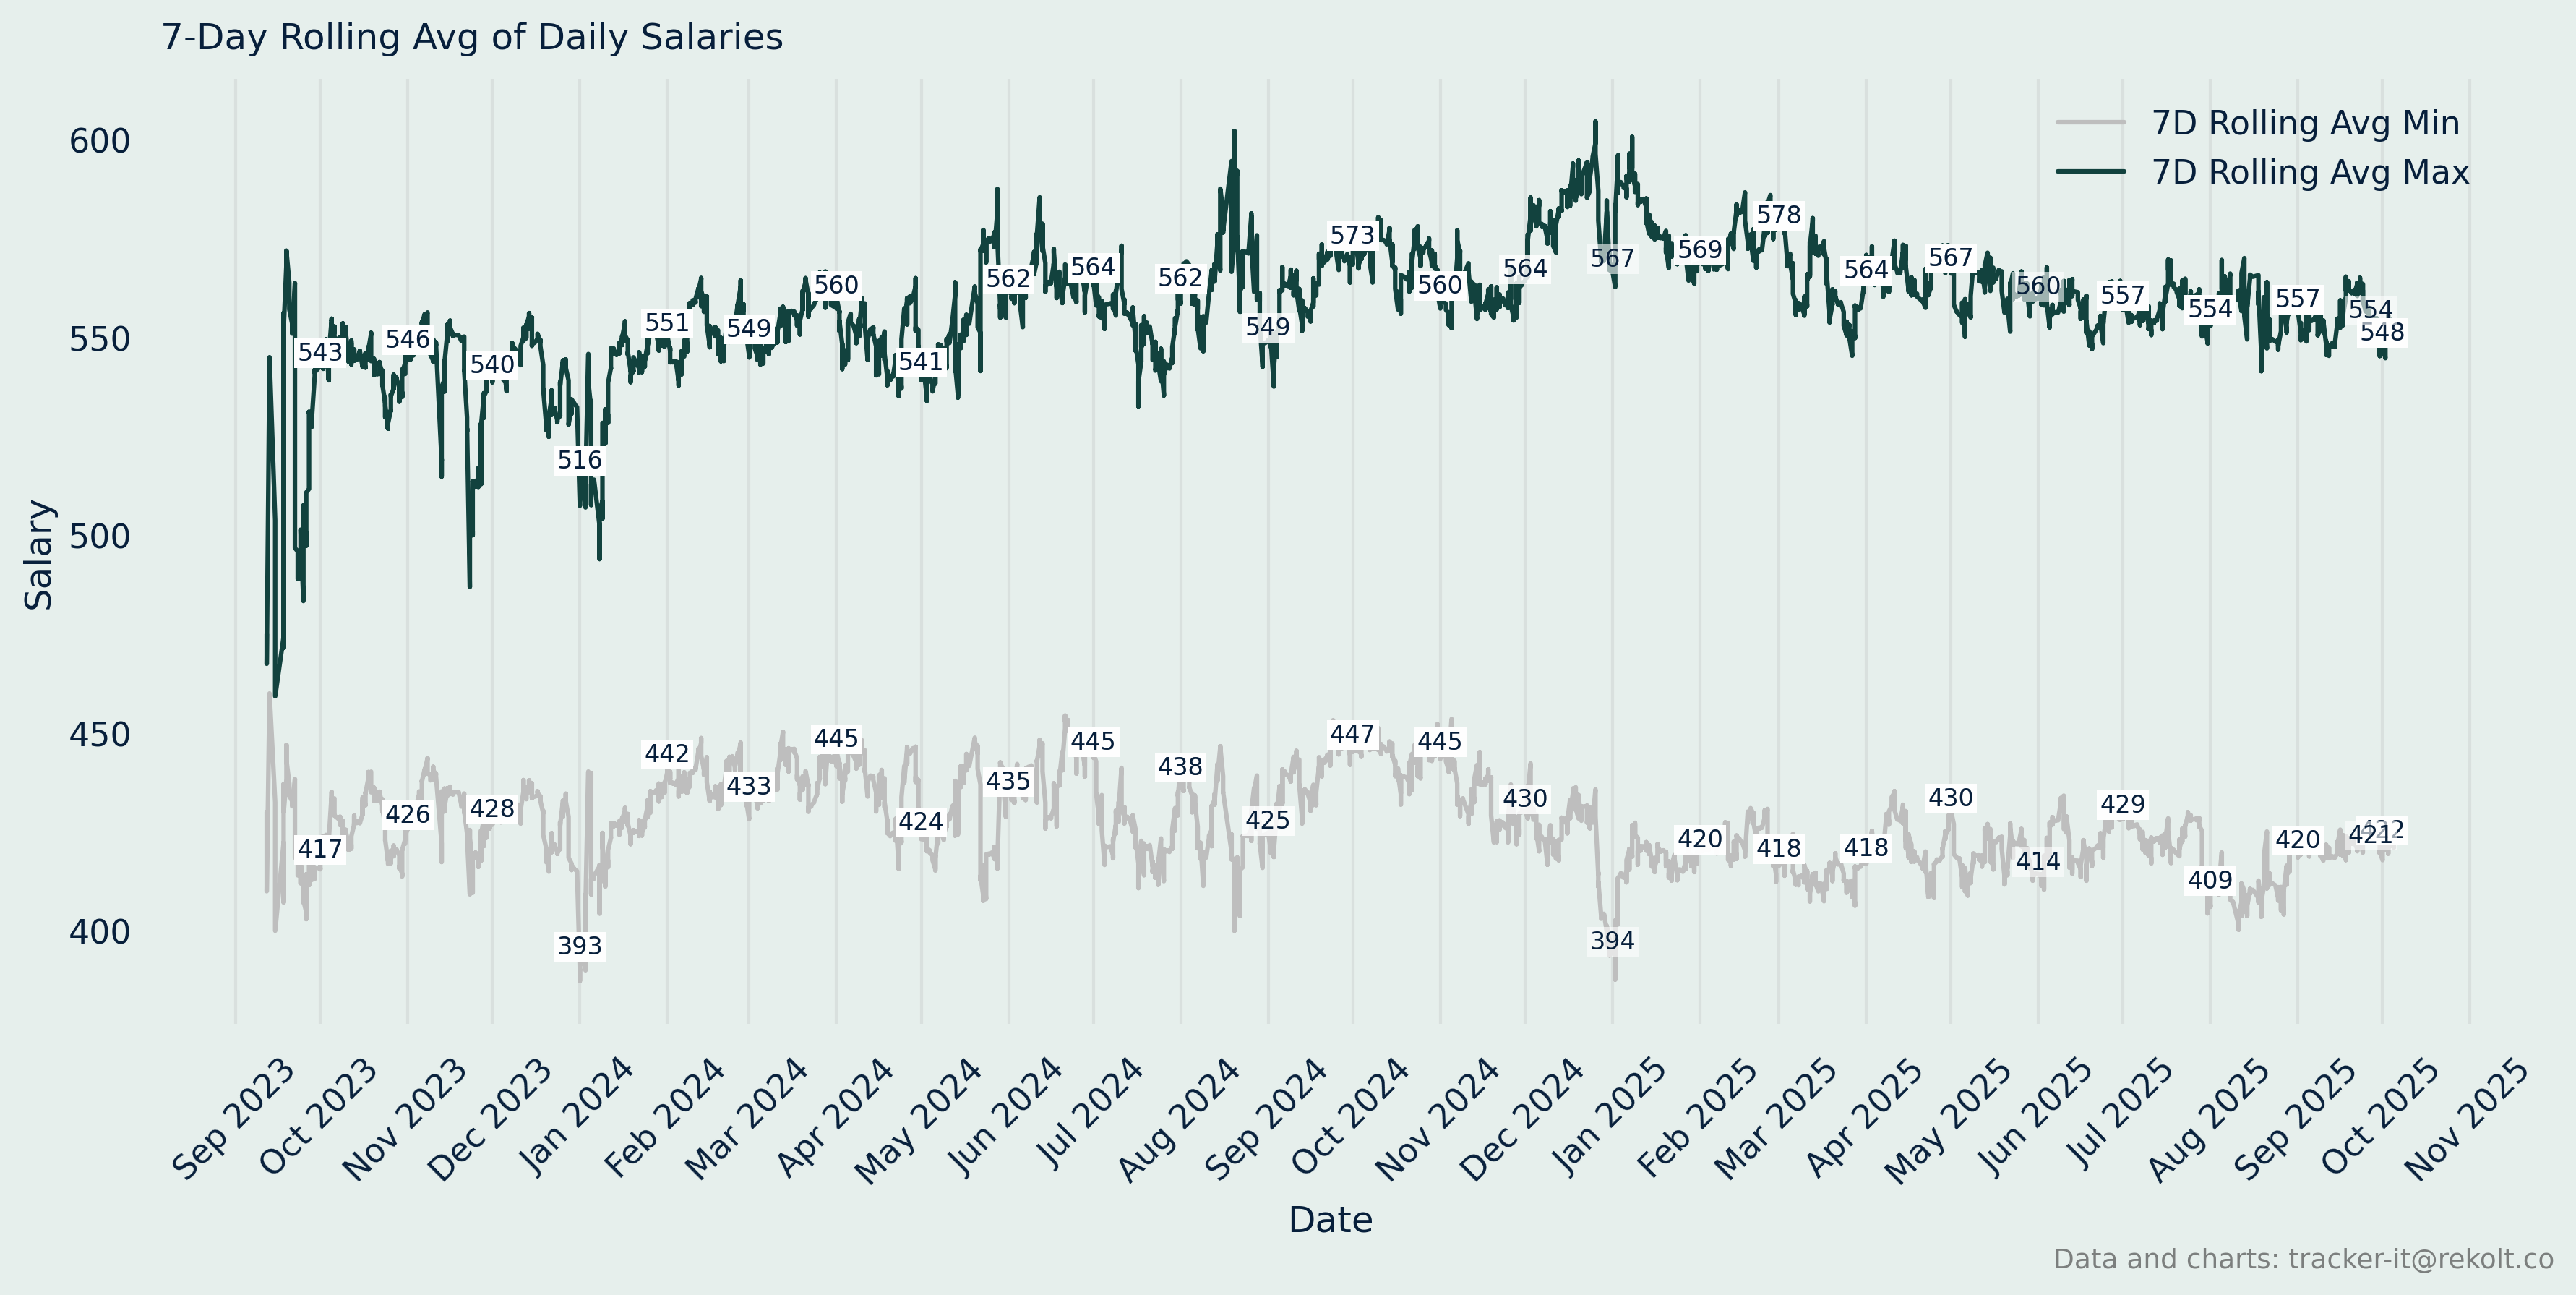 7-Day Rolling Avg of Daily Salaries
7D Rolling Avg Min
7D Rolling Avg Max
Salary
600
550
500
450
400
543
546
540
516
551
549
560
541
562
564
562
549
573
560
564
567
569
578
564
567
560
557
554
557
554
548
417
426
428
393
442
433
445
424
435
445
438
425
447
445
430
394
420
418
418
430
414
429
409
420
421
422
Sep 2023
Oct 2023
Nov 2023
Dec 2023
Jan 2024
Feb 2024
Mar 2024
Apr 2024
May 2024
Jun 2024
Jul 2024
Aug 2024
Sep 2024
Oct 2024
Nov 2024
Dec 2024
Jan 2025
Feb 2025
Mar 2025
Apr 2025
May 2025
Jun 2025
Jul 2025
Aug 2025
Sep 2025
Oct 2025
Nov 2025
Date
Data and charts: tracker-it@rekolt.co